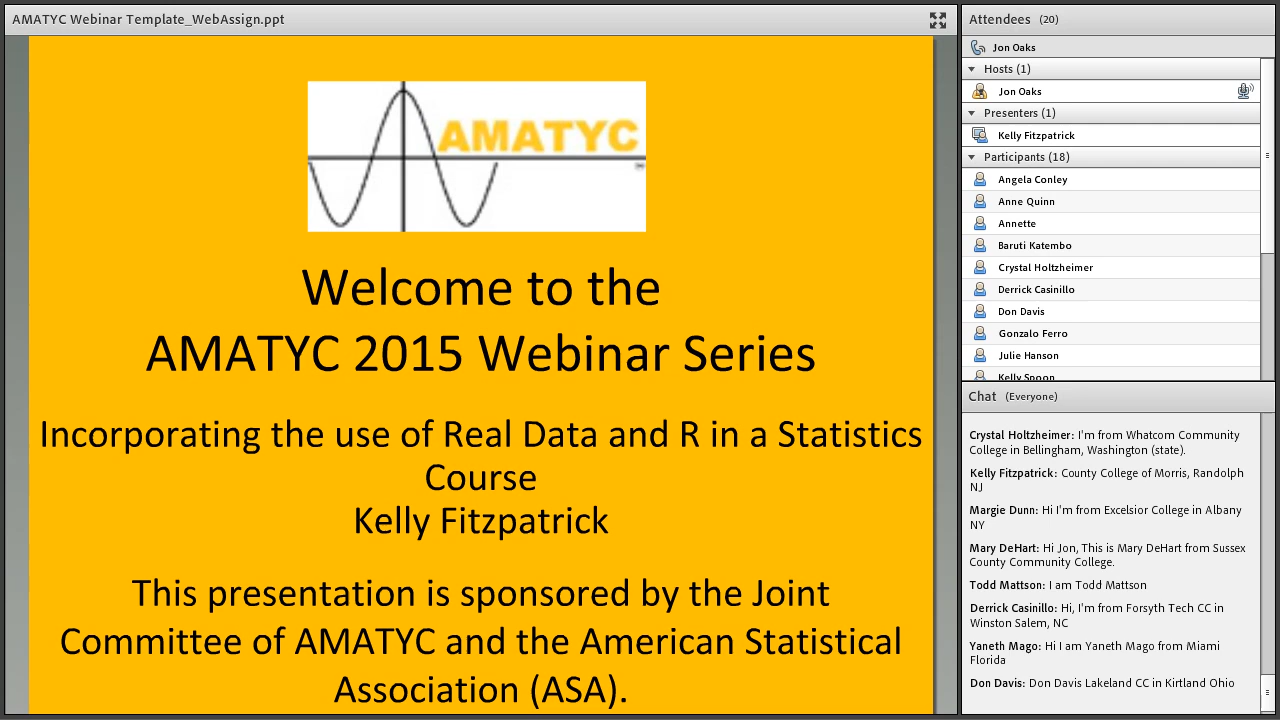 AMATYC Webinar Template_WebAssign.ppt
AMATYC
Welcome to the
AMATYC 2015 Webinar Series
Incorporating the use of Real Data and R in a Statistics
Course
Kelly Fitzpatrick
This presentation is sponsored by the Joint
Committee of AMATYC and the American Statistical
Association (ASA).
Attendees (20)
Jon Oaks
Hosts (1)
Jon Oaks
Presenters (1)
Kelly Fitzpatrick
Participants (18)
Angela Conley
Anne Quinn
Annette
Baruti Katembo
Crystal Holtzheimer
Derrick Casinillo
Don Davis
Gonzalo Ferro
Julie Hanson
Kelly Spoon
Chat (Everyone)
Crystal Holtzheimer: I'm from Whatcom Community
College in Bellingham, Washington (state).
Kelly Fitzpatrick: County College of Morris, Randolph
NJ
Margie Dunn: Hi I'm from Excelsior College in Albany
NY
Mary DeHart: Hi Jon, This is Mary DeHart from Sussex
County Community College.
Todd Mattson: I am Todd Mattson
Derrick Casinillo: Hi, I'm from Forsyth Tech CC in
Winston Salem, NC
Yaneth Mago: Hi I am Yaneth Mago from Miami
Florida
Don Davis: Don Davis Lakeland CC in Kirtland Ohio